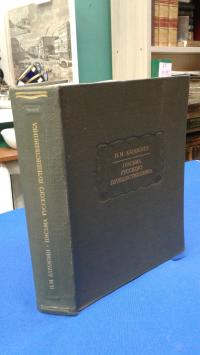 Н.М. КАРАМЗИН
ПИСЬМА
РУССКОГО
ПУТЕШЕСТВЕННИКА
Н.М. КАРАМЗИН · ПИСЬМА РУССКОГО ПУТЕШЕСТВЕННИКА